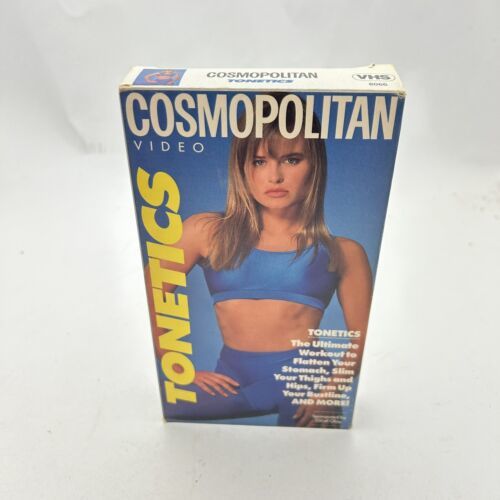 COSMOPOLITAN
TONETICS
VHS
COSMOPOLITAN
VIDEO
TONETICS
TONETICS
The Ultimate
Workout to
Flatten Your
Stomach, Slim
Your Thighs and
Hips, Firm Up
Your Bustline,
AND MORE!